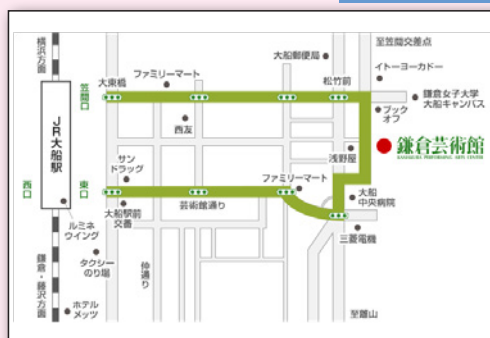 横浜方面
笠間口
大東橋
ファミリーマート
大船郵便局
松竹前
至笠間交差点
イトーヨーカドー
鎌倉女子大学
大船キャンパス
ブック
オフ
JR大船駅
西友
浅野屋
鎌倉芸術館
KAMAKURA PERFORMING ARTS CENTER
サン
ドラッグ
ファミリーマート
西口
東口
大船
中央病院
芸術館通り
大船駅前
交番
ルミネ
ウイング
三菱電機
タクシー
のり場
仲通り
鎌倉・藤沢方面
ホテル
メッツ
至離山